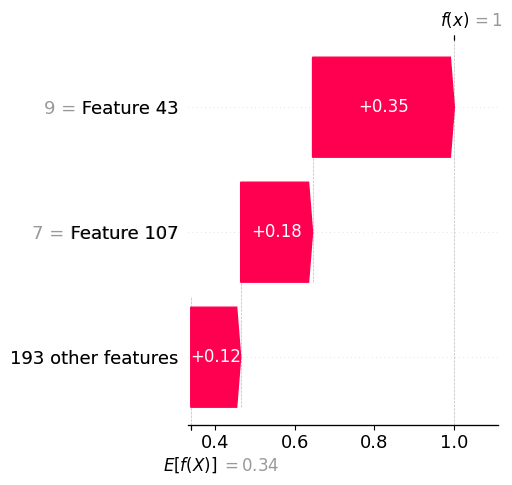 f(x) = 1
9 = Feature 43
+0.35
7 = Feature 107
+0.18
193 other features
+0.12
0.4 0.6 0.8 1.0
E[f(X)] = 0.34